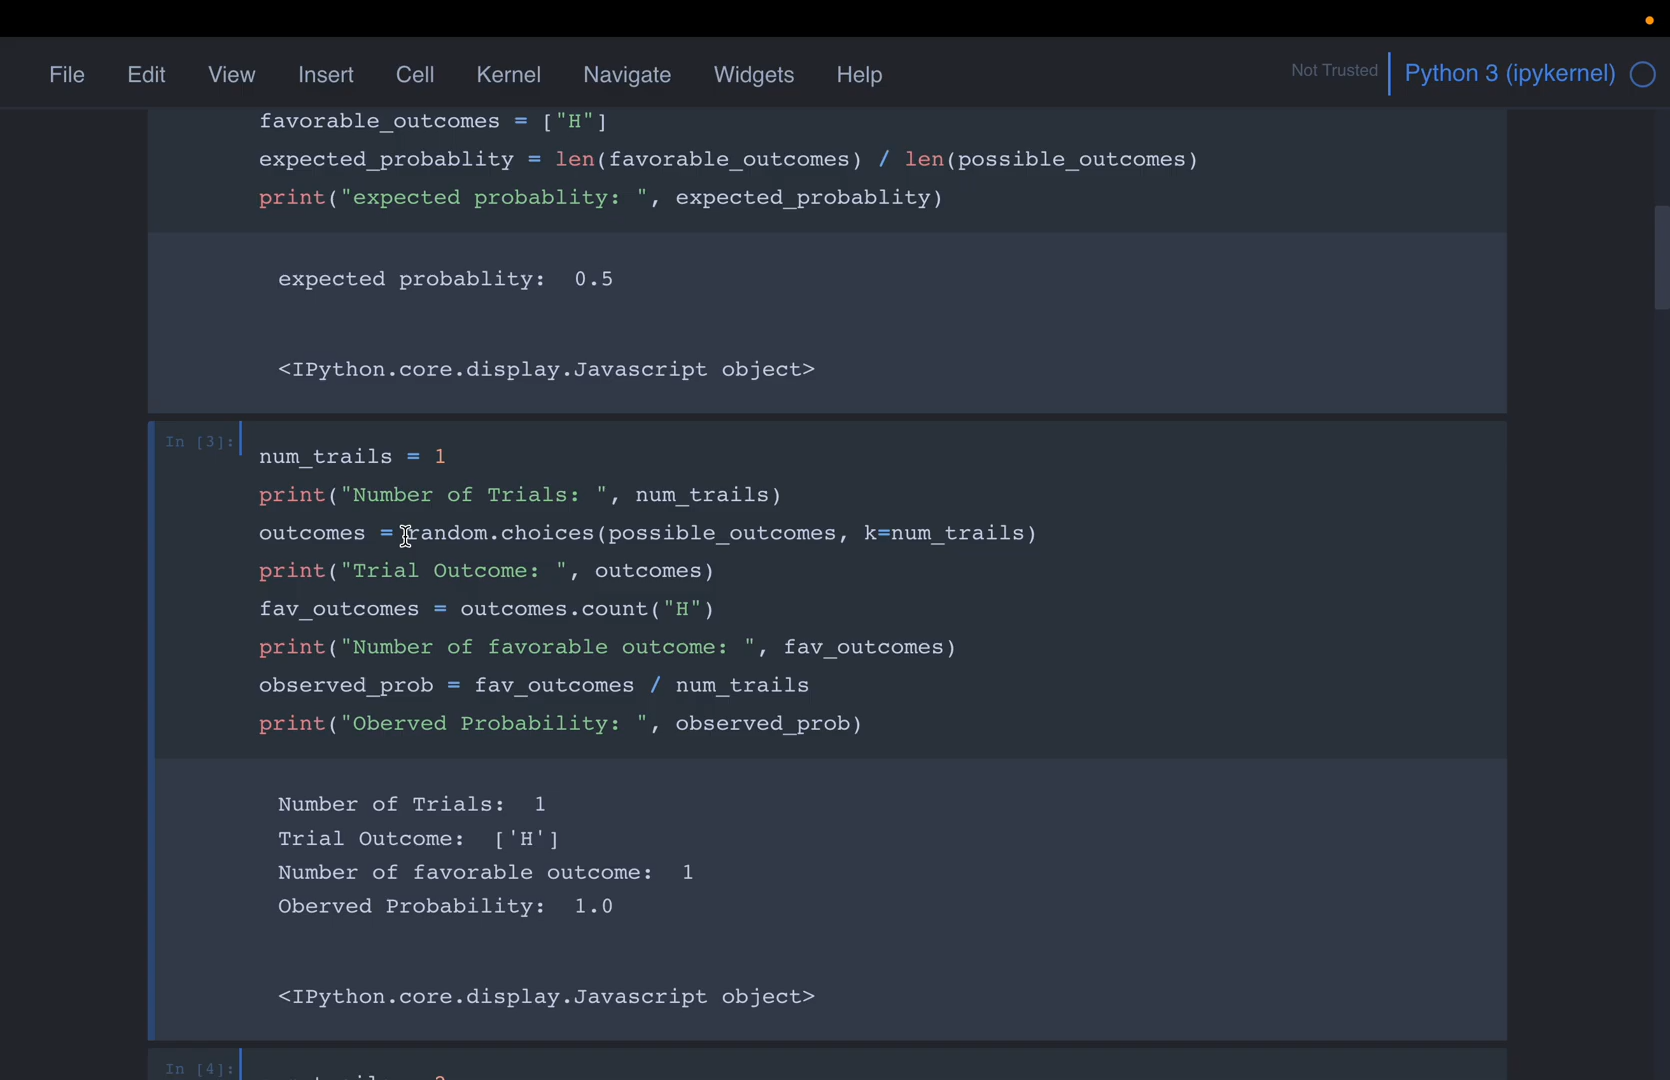 File Edit View Insert Cell Kernel Navigate Widgets Help Not Trusted Python 3 (ipykernel)
favorable_outcomes = ["H"]
expected_probablity = len(favorable_outcomes) / len(possible_outcomes)
print("expected probablity: ", expected_probablity)
expected probablity:  0.5
<IPython.core.display.Javascript object>
In [3]:
num_trails = 1
print("Number of Trials: ", num_trails)
outcomes = random.choices(possible_outcomes, k=num_trails)
print("Trial Outcome: ", outcomes)
fav_outcomes = outcomes.count("H")
print("Number of favorable outcome: ", fav_outcomes)
observed_prob = fav_outcomes / num_trails
print("Oberved Probability: ", observed_prob)
Number of Trials:  1
Trial Outcome:  ['H']
Number of favorable outcome:  1
Oberved Probability:  1.0
<IPython.core.display.Javascript object>
In [4]: